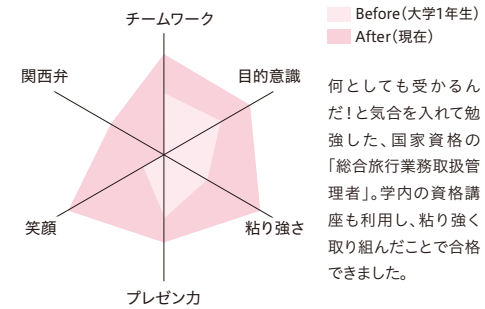 チームワーク
関西弁
目的意識
笑顔
粘り強さ
プレゼン力
Before（大学1年生）
After（現在）
何としても受かるん
だ！と気合を入れて勉
強した、国家資格の
「総合旅行業務取扱管
理者」。学内の資格講
座も利用し、粘り強く
取り組んだことで合格
できました。